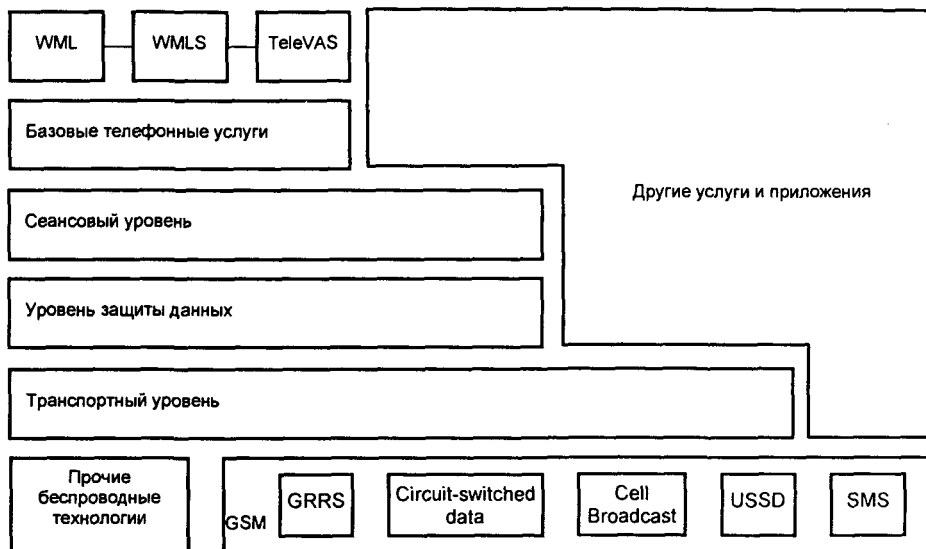 WML
WMLS
TeleVAS
Базовые телефонные услуги
Другие услуги и приложения
Сеансовый уровень
Уровень защиты данных
Транспортный уровень
Прочие
беспроводные
технологии
GSM
GRRS
Circuit-switched
data
Cell
Broadcast
USSD
SMS